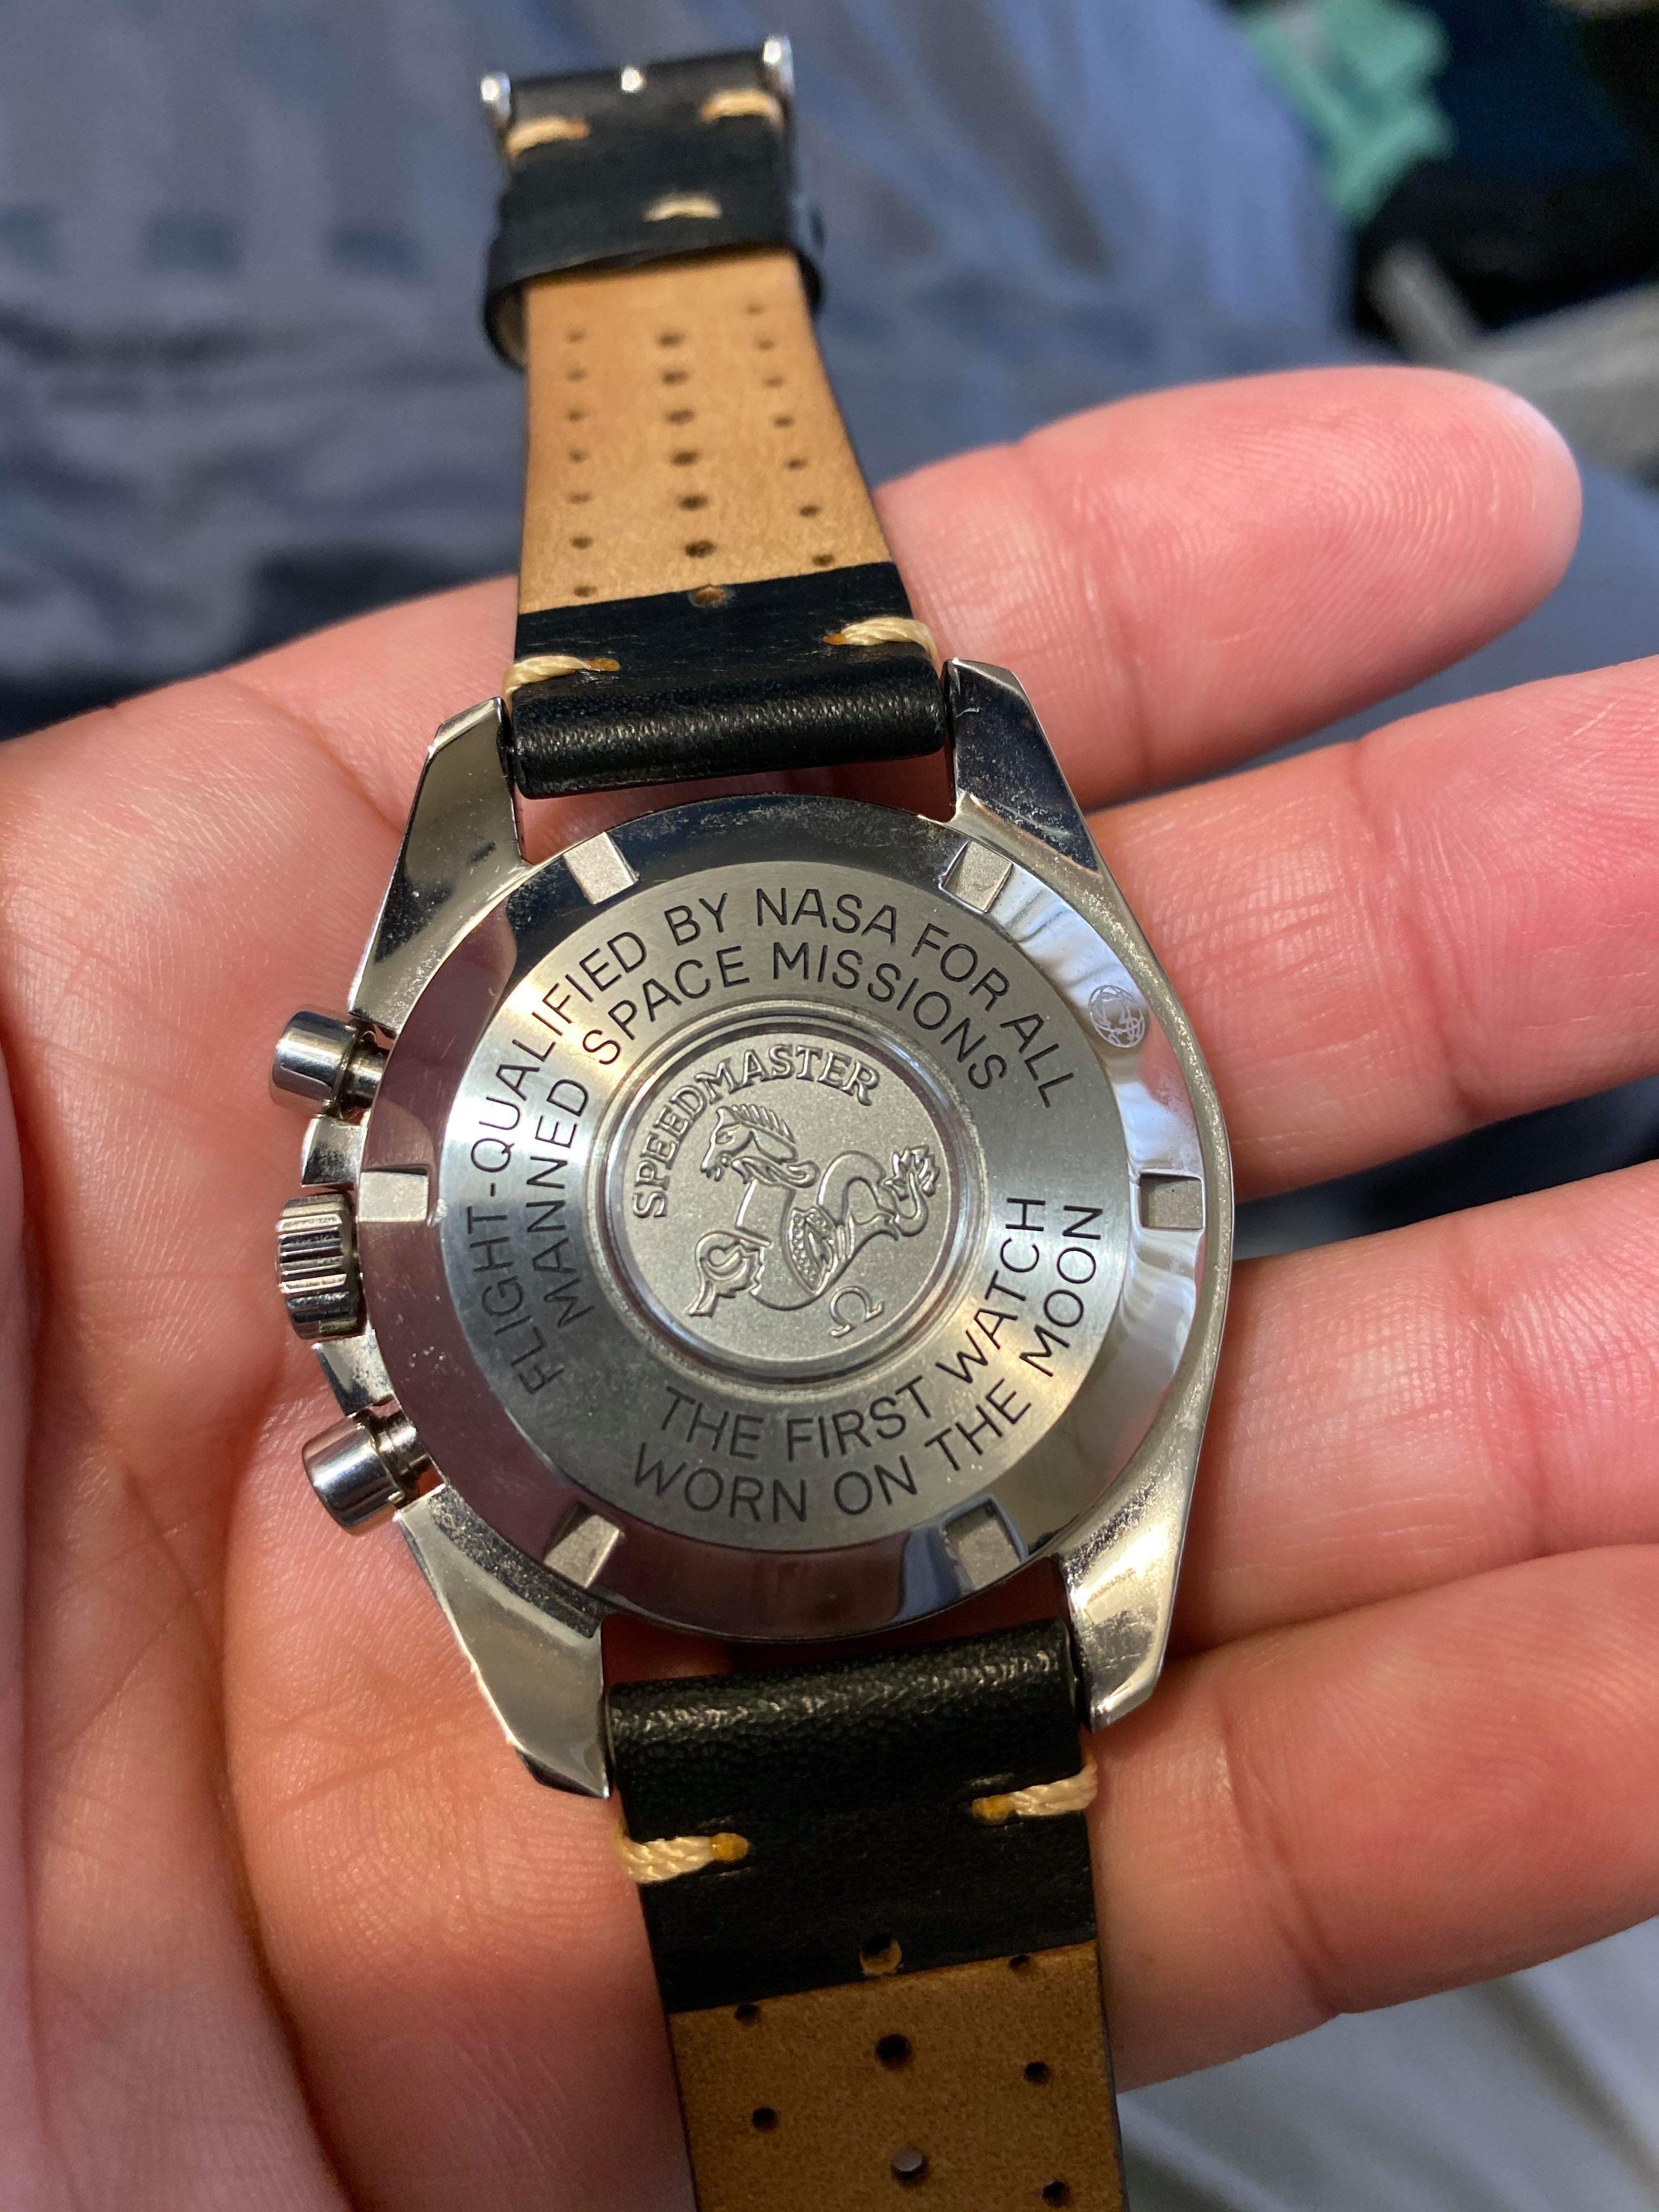 FLIGHT-QUALIFIED BY NASA FOR ALL
MANNED SPACE MISSIONS
SPEEDMASTER
Ω
THE FIRST WATCH
WORN ON THE MOON